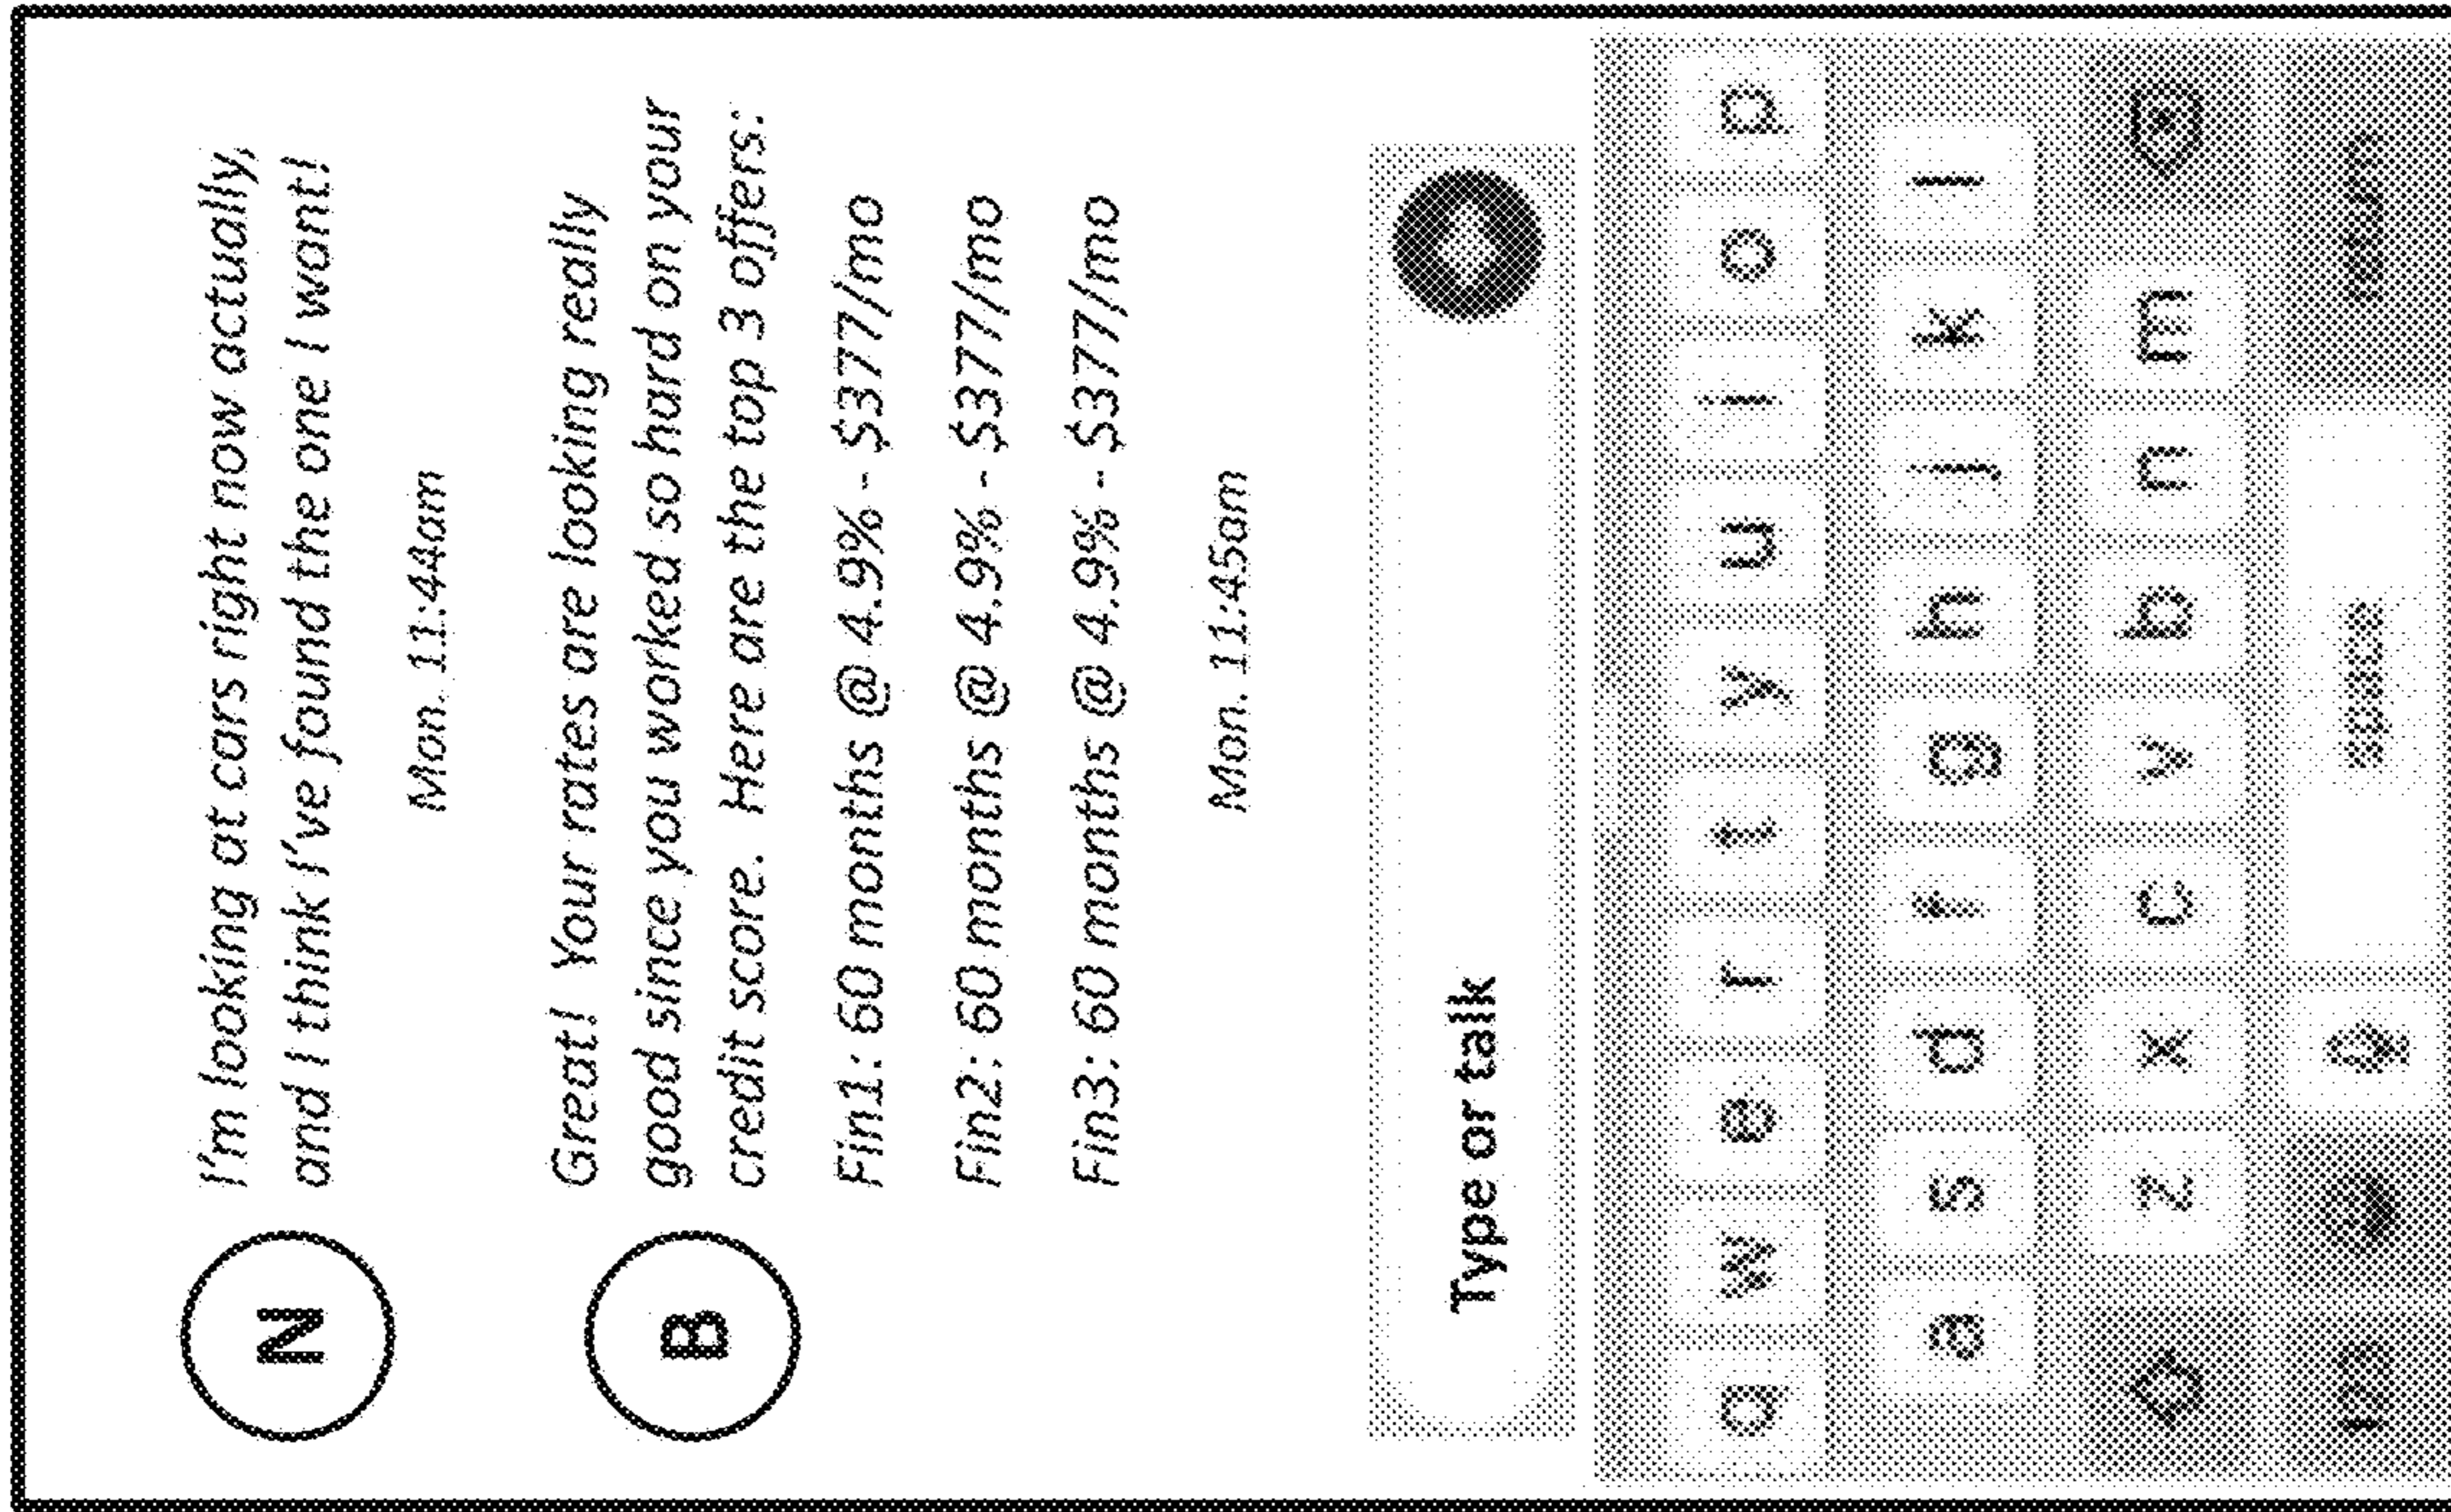 N
I'm looking at cars right now actually,
and I think I've found the one I want!
Mon. 11:44am
B
Great!  Your rates are looking really
good since you worked so hard on your
credit score.  Here are the top 3 offers:
Fin1: 60 months @ 4.9% - $377/mo
Fin2: 60 months @ 4.9% - $377/mo
Fin3: 60 months @ 4.9% - $377/mo
Mon. 11:45am
Type or talk
q w e r t y u i o p
a s d f g h j k l
z x c v b n m
123 space return